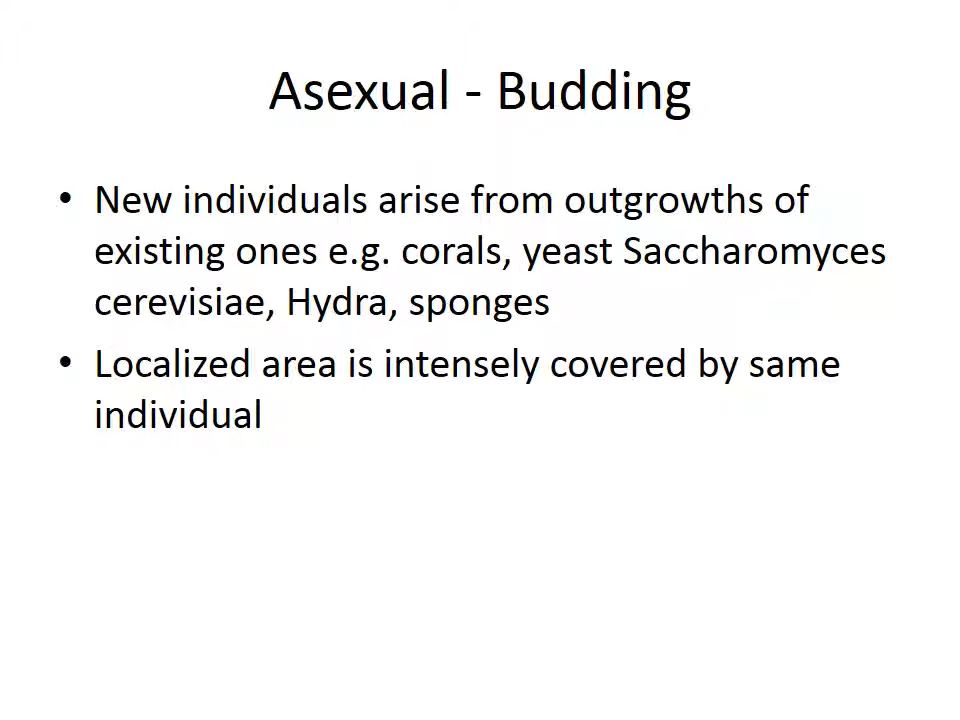 Asexual - Budding
• New individuals arise from outgrowths of
existing ones e.g. corals, yeast Saccharomyces
cerevisiae, Hydra, sponges
• Localized area is intensely covered by same
individual